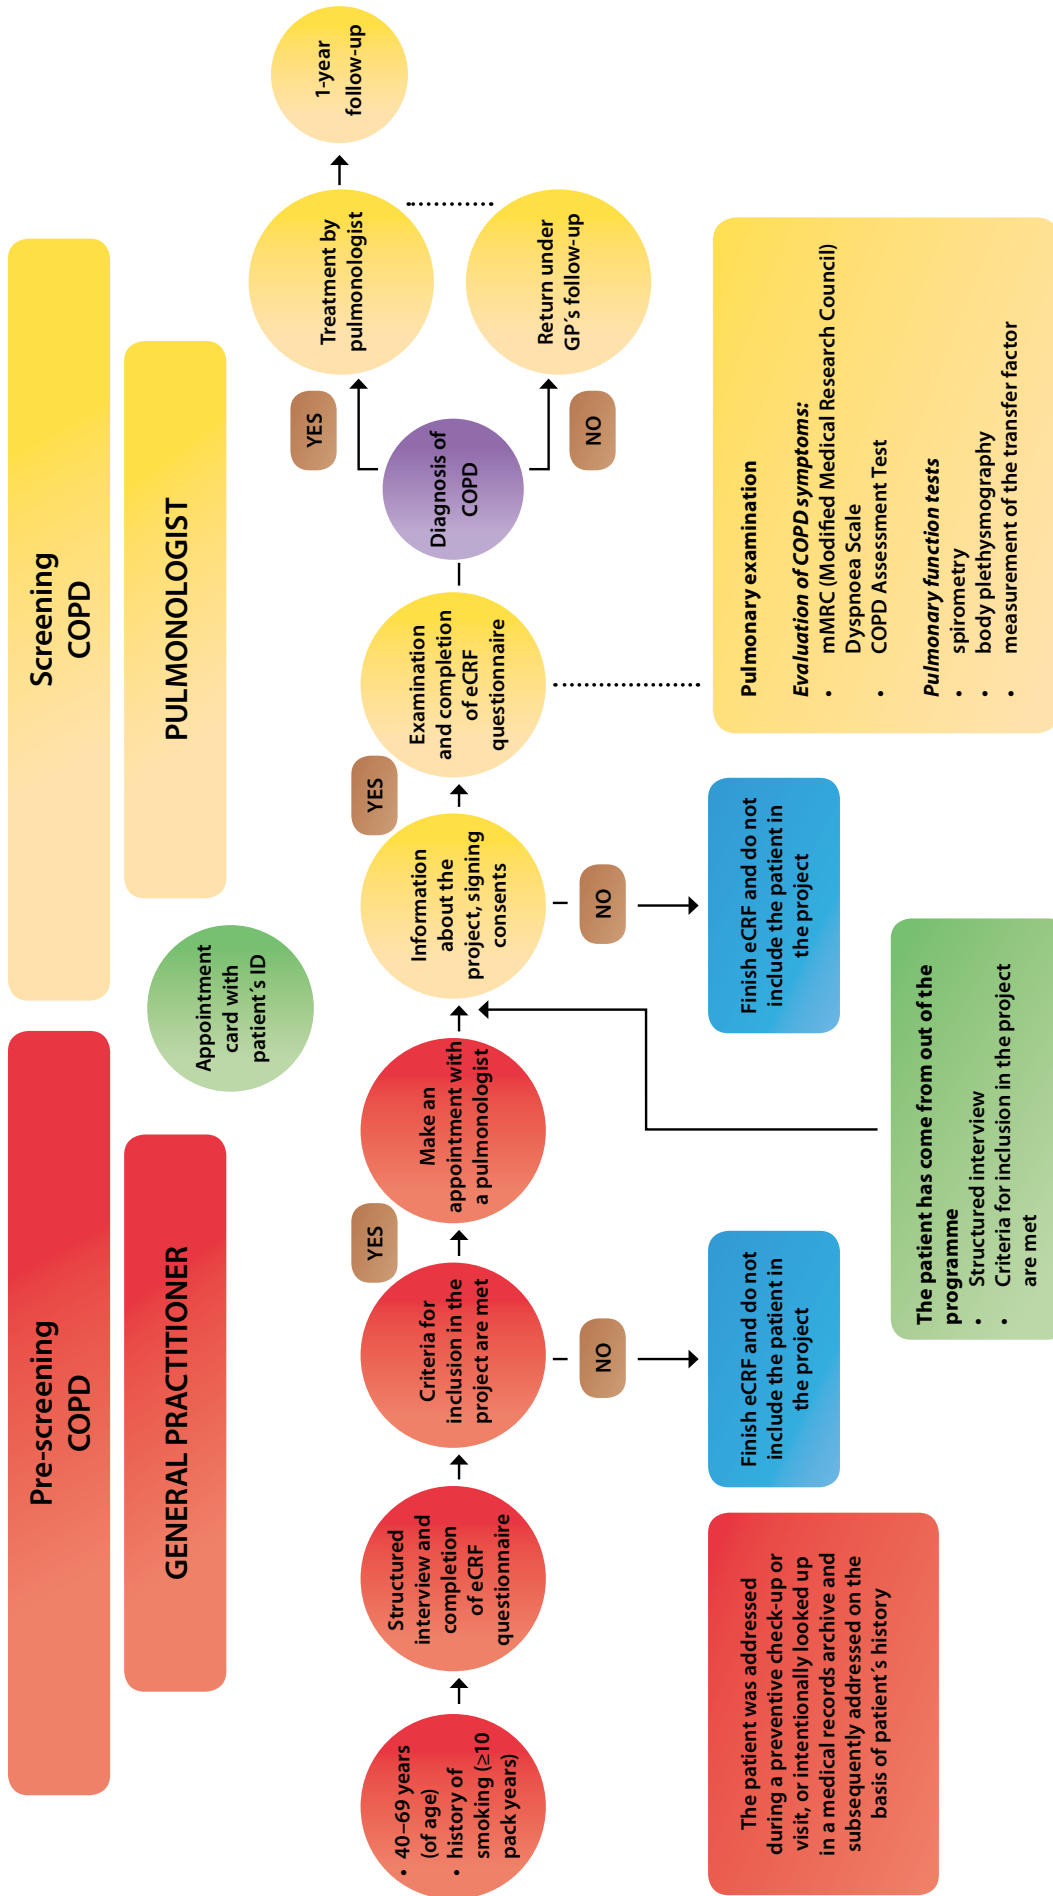 Pre-screening
COPD
Screening
COPD
GENERAL PRACTITIONER
PULMONOLOGIST
Appointment
card with
patient´s ID
• 40–69 years
(of age)
• history of
smoking (≥10
pack years)
Structured
interview and
completion
of eCRF
questionnaire
Criteria for
inclusion in the
project are met
YES
Make an
appointment with
a pulmonologist
Information
about the
project, signing
consents
YES
Examination
and completion
of eCRF
questionnaire
Diagnosis of
COPD
YES
Treatment by
pulmonologist
1-year
follow-up
NO
Return under
GP´s follow-up
NO
NO
The patient was addressed
during a preventive check-up or
visit, or intentionally looked up
in a medical records archive and
subsequently addressed on the
basis of patient´s history
Finish eCRF and do not
include the patient in
the project
Finish eCRF and do not
include the patient in
the project
Pulmonary examination
Evaluation of COPD symptoms:
• mMRC (Modified Medical Research Council)
Dyspnoea Scale
• COPD Assessment Test
Pulmonary function tests
• spirometry
• body plethysmography
• measurement of the transfer factor
The patient has come from out of the
programme
• Structured interview
• Criteria for inclusion in the project
are met